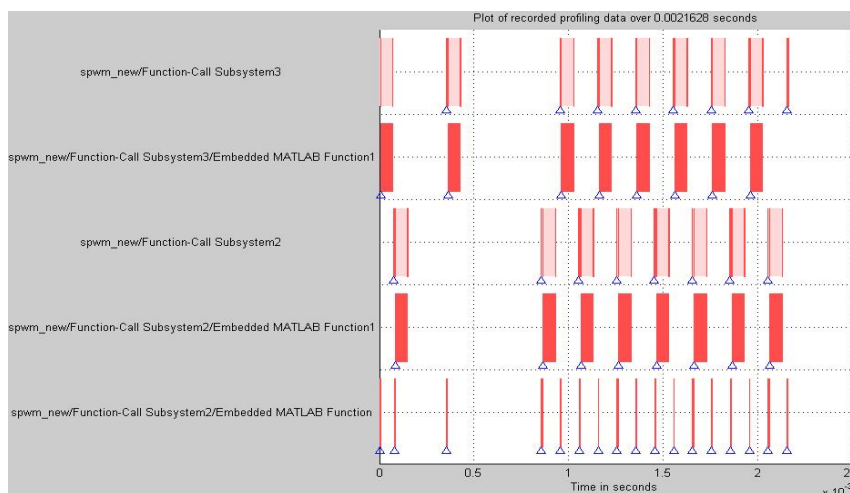 Plot of recorded profiling data over 0.0021628 seconds
spwm_new/Function-Call Subsystem3
spwm_new/Function-Call Subsystem3/Embedded MATLAB Function1
spwm_new/Function-Call Subsystem2
spwm_new/Function-Call Subsystem2/Embedded MATLAB Function1
spwm_new/Function-Call Subsystem2/Embedded MATLAB Function
0 0.5 1 1.5 2
Time in seconds